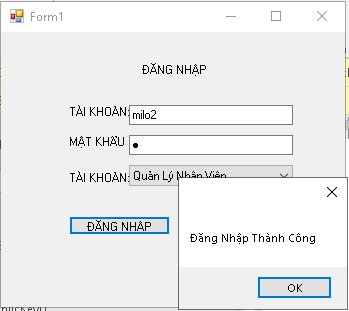 Form1
ĐĂNG NHẬP
TÀI KHOẢN:
milo2
MẬT KHẨU
TÀI KHOẢN:
Quản Lý Nhân Viên
ĐĂNG NHẬP
Đăng Nhập Thành Công
OK